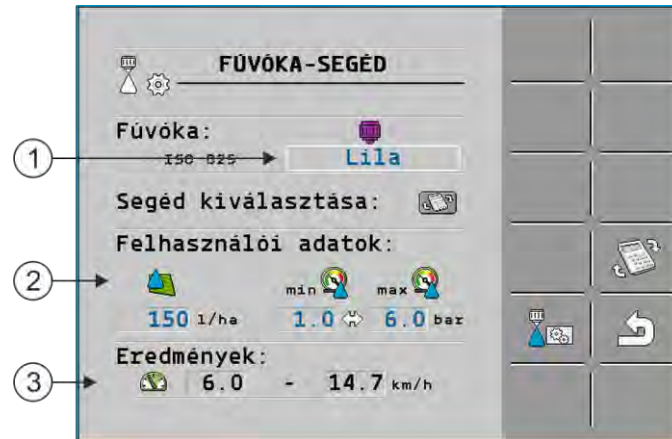 FÚVÓKA-SEGÉD
Fúvóka:
1
ISO 025 Lila
Segéd kiválasztása:
Felhasználói adatok:
2
min max
150 l/ha 1.0 6.0 bar
Eredmények:
3
6.0 - 14.7 km/h